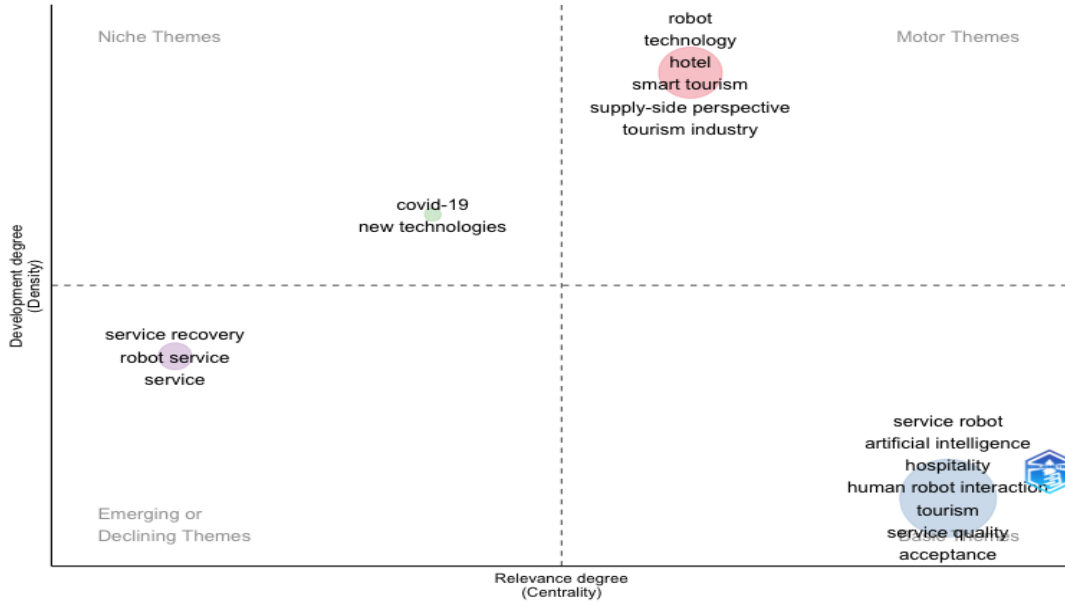 Niche Themes
Motor Themes
robot
technology
hotel
smart tourism
supply-side perspective
tourism industry
covid-19
new technologies
Development degree
(Density)
service recovery
robot service
service
service robot
artificial intelligence
hospitality
human robot interaction
tourism
service quality
acceptance
Emerging or
Declining Themes
Basic Themes
Relevance degree
(Centrality)